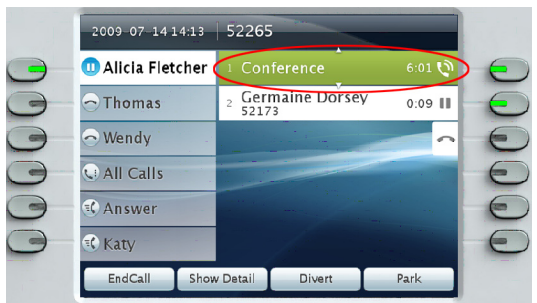 2009 07 14 14:13 52265
Alicia Fletcher 1 Conference 6:01
Thomas 2 Germaine Dorsey 0:09
52173
Wendy
All Calls
Answer
Katy
EndCall Show Detail Divert Park